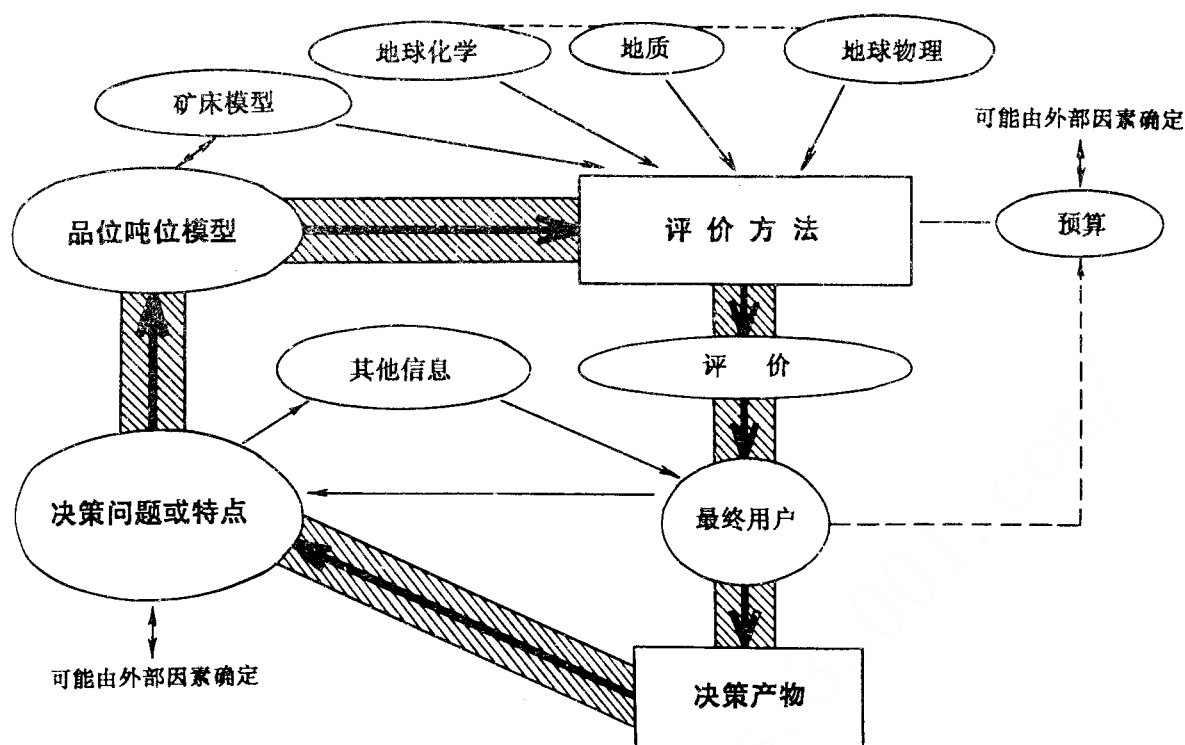 地球化学
地质
地球物理
矿床模型
可能由外部因素确定
品位吨位模型
评价方法
预算
其他信息
评 价
决策问题或特点
最终用户
可能由外部因素确定
决策产物